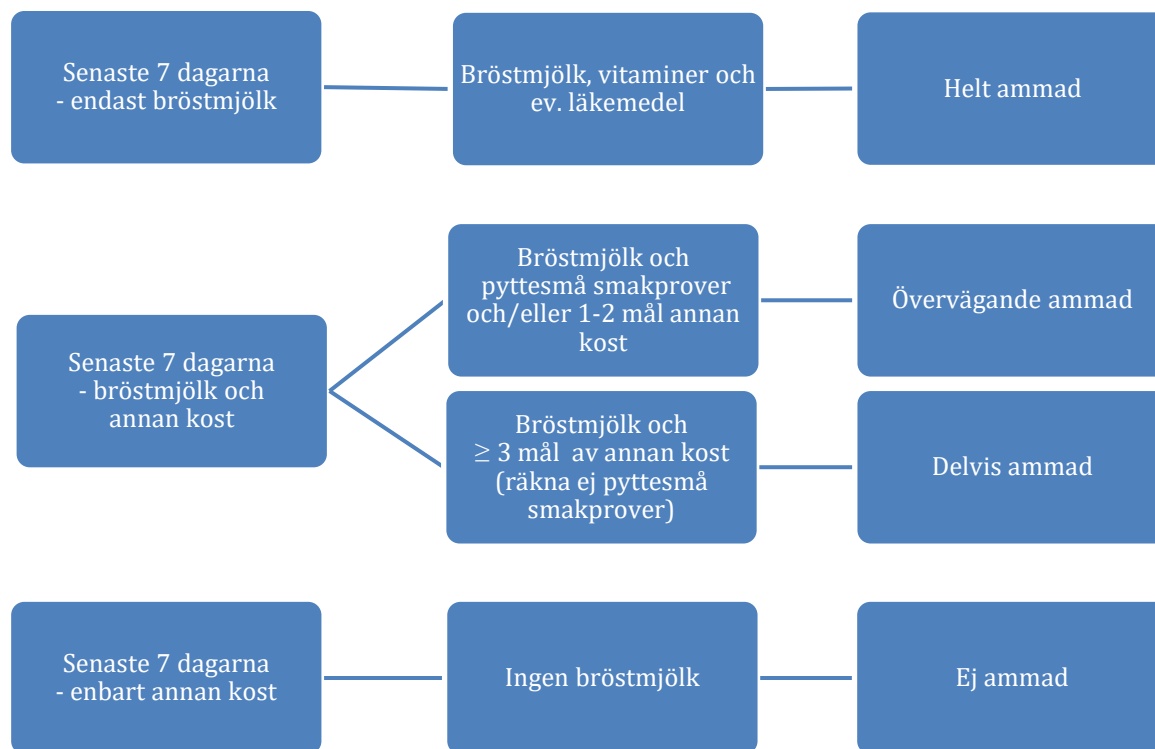 Senaste 7 dagarna
- endast bröstmjölk
Bröstmjölk, vitaminer och
ev. läkemedel
Helt ammad
Senaste 7 dagarna
- bröstmjölk och
annan kost
Bröstmjölk och
pyttesmå smakprover
och/eller 1-2 mål annan
kost
Övervägande ammad
Bröstmjölk och
≥ 3 mål av annan kost
(räkna ej pyttesmå
smakprover)
Delvis ammad
Senaste 7 dagarna
- enbart annan kost
Ingen bröstmjölk
Ej ammad